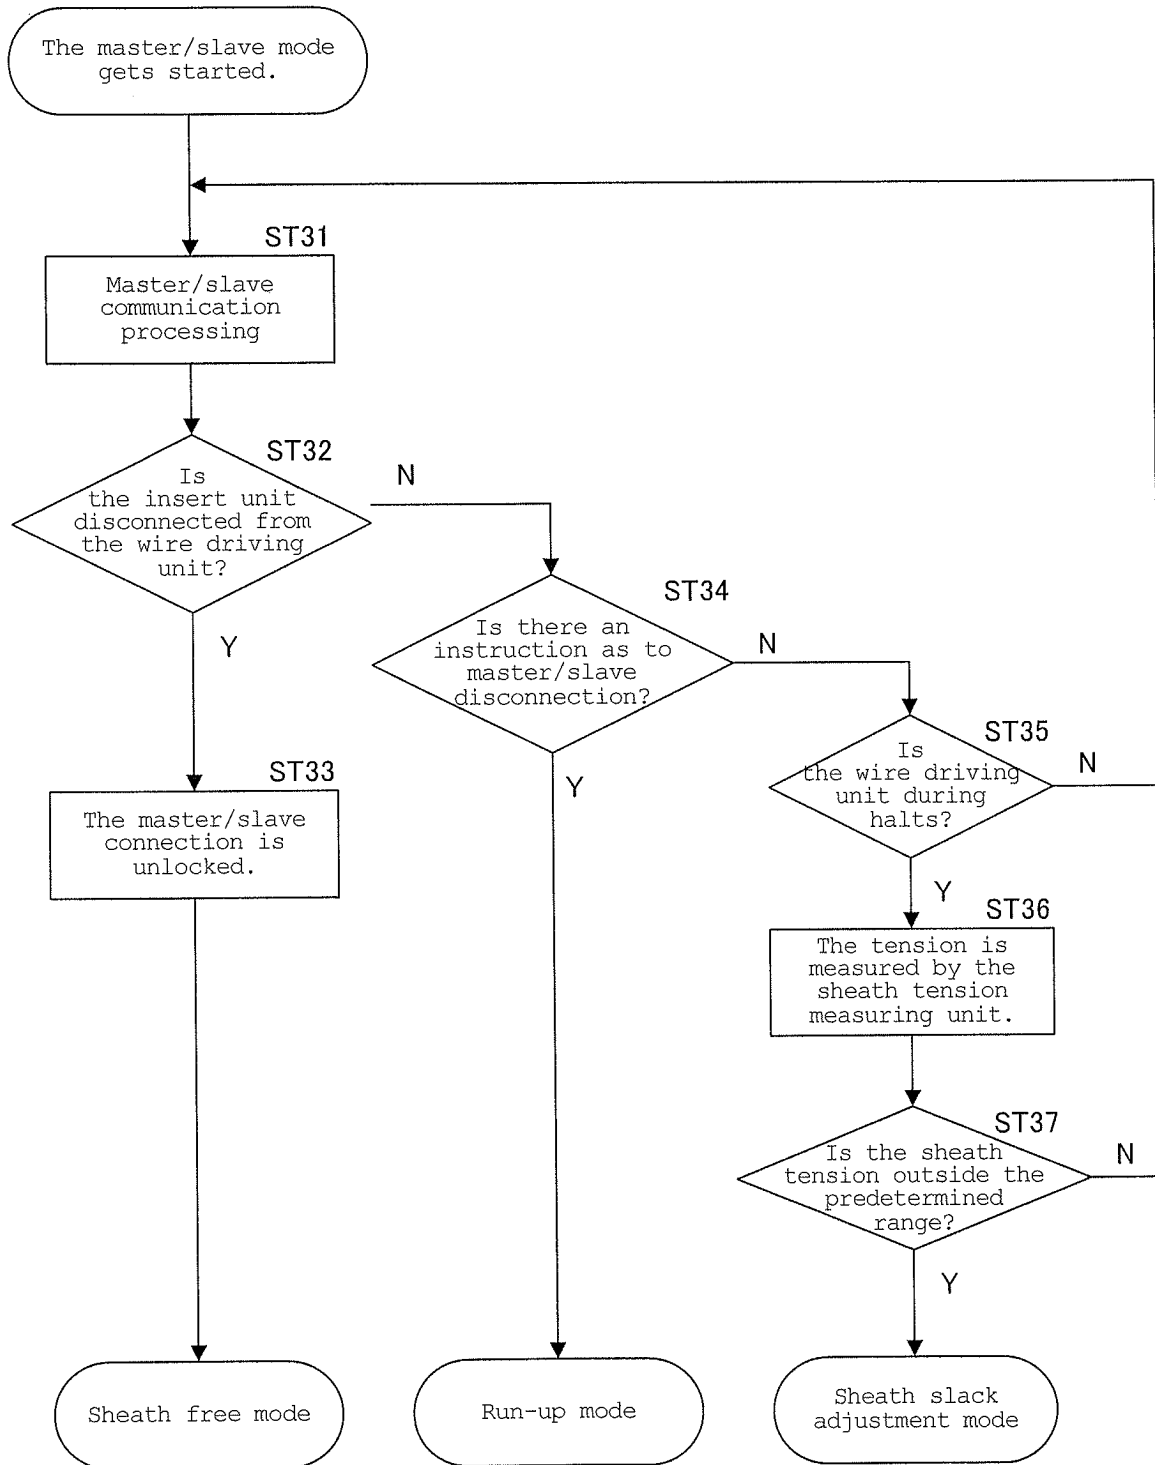 The master/slave mode
gets started.
ST31
Master/slave
communication
processing
ST32
Is
the insert unit
disconnected from
the wire driving
unit?
N
Y
ST33
The master/slave
connection is
unlocked.
ST34
Is there an
instruction as to
master/slave
disconnection?
N
Y
ST35
Is
the wire driving
unit during
halts?
N
Y
ST36
The tension is
measured by the
sheath tension
measuring unit.
ST37
Is the sheath
tension outside the
predetermined
range?
N
Y
Sheath free mode
Run-up mode
Sheath slack
adjustment mode